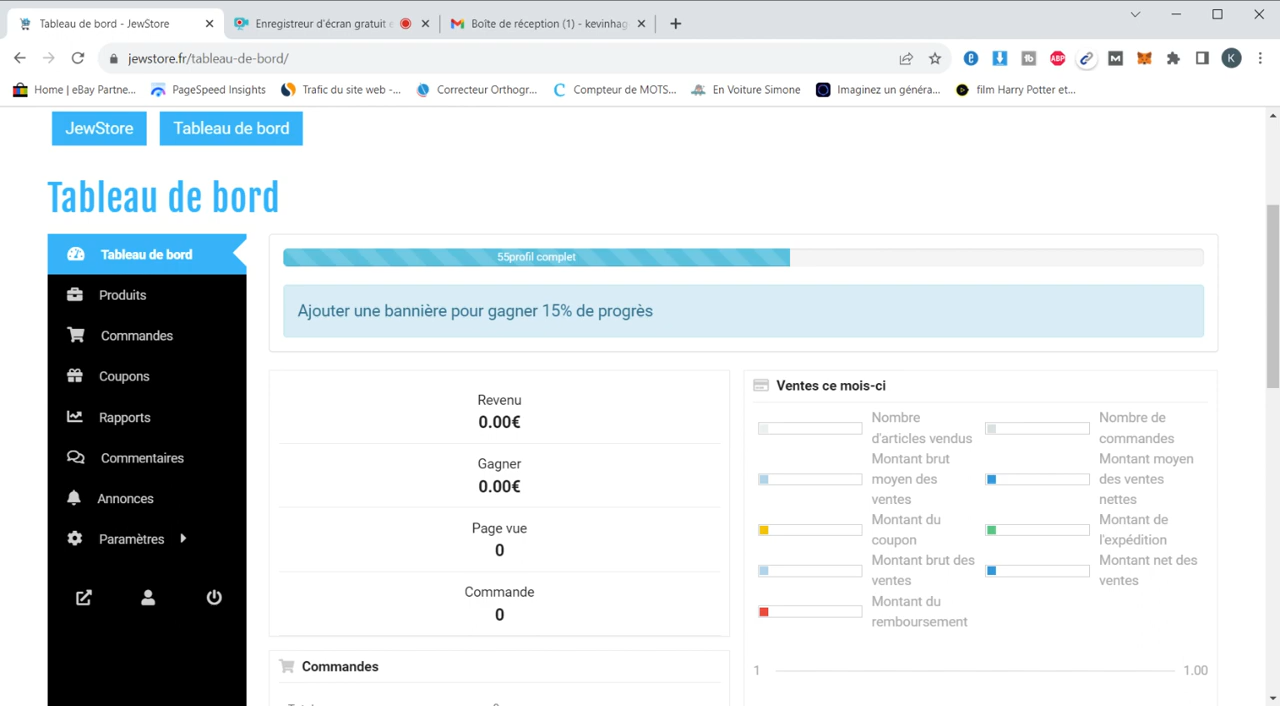 Tableau de bord - JewStore
Enregistreur d'écran gratuit e
Boîte de réception (1) - kevinhag
jewstore.fr/tableau-de-bord/
K
Home | eBay Partne...
PageSpeed Insights
Trafic du site web -...
Correcteur Orthogr...
Compteur de MOTS...
En Voiture Simone
Imaginez un généra...
film Harry Potter et...
JewStore
Tableau de bord
Tableau de bord
Tableau de bord
Produits
Commandes
Coupons
Rapports
Commentaires
Annonces
Paramètres
55profil complet
Ajouter une bannière pour gagner 15% de progrès
Revenu
0.00€
Gagner
0.00€
Page vue
0
Commande
0
Commandes
Ventes ce mois-ci
Nombre
d'articles vendus
Nombre de
commandes
Montant brut
moyen des
ventes
Montant moyen
des ventes
nettes
Montant du
coupon
Montant de
l'expédition
Montant brut des
ventes
Montant net des
ventes
Montant du
remboursement
1
1.00